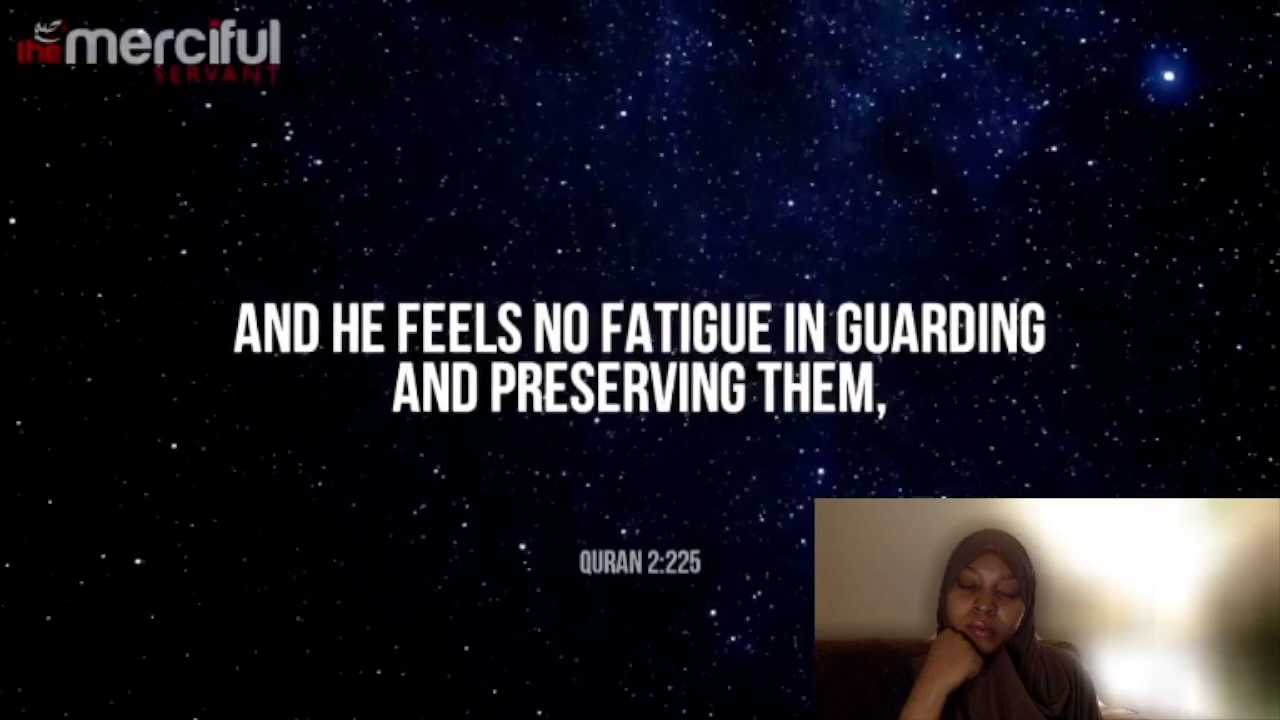 the merciful
SERVANT
AND HE FEELS NO FATIGUE IN GUARDING
AND PRESERVING THEM,
QURAN 2:225